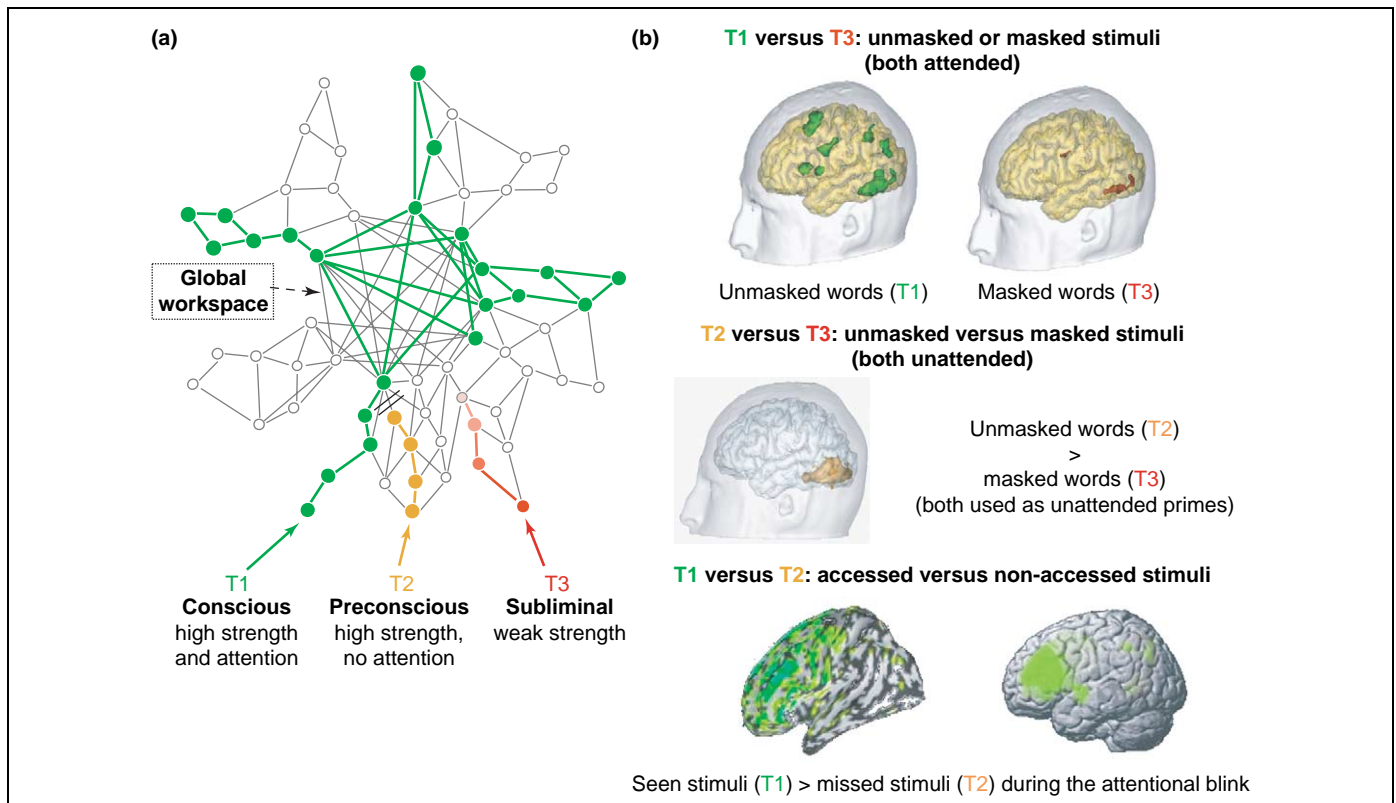 (a)
Global
workspace
T1
Conscious
high strength
and attention
T2
Preconscious
high strength,
no attention
T3
Subliminal
weak strength
(b)
T1 versus T3: unmasked or masked stimuli
(both attended)
Unmasked words (T1)
Masked words (T3)
T2 versus T3: unmasked versus masked stimuli
(both unattended)
Unmasked words (T2)
>
masked words (T3)
(both used as unattended primes)
T1 versus T2: accessed versus non-accessed stimuli
Seen stimuli (T1) > missed stimuli (T2) during the attentional blink